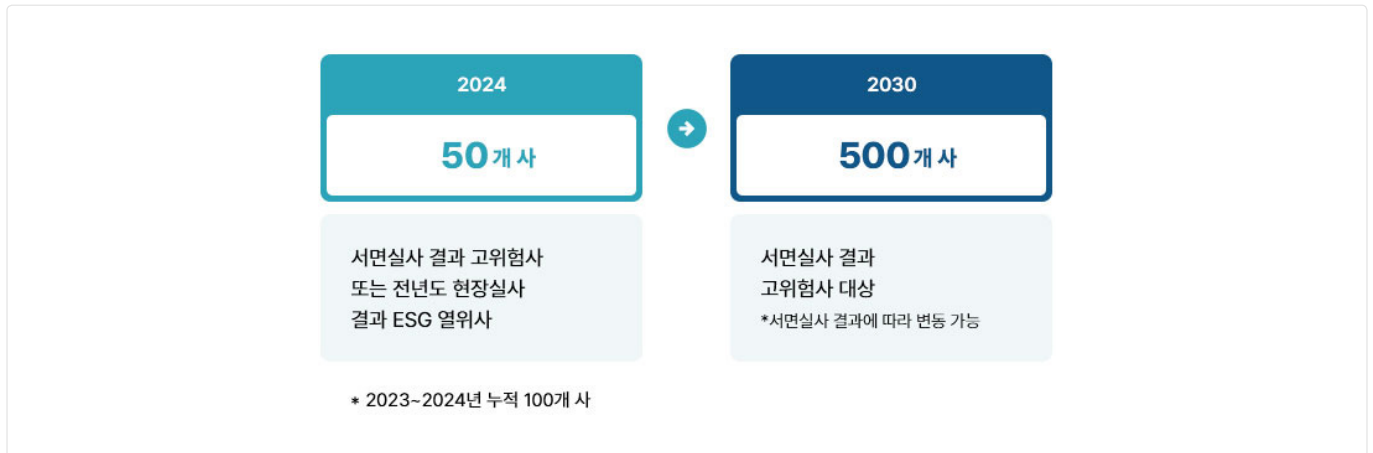 2024
50개 사
서면실사 결과 고위험사
또는 전년도 현장실사
결과 ESG 열위사
* 2023~2024년 누적 100개 사
2030
500개 사
서면실사 결과
고위험사 대상
*서면실사 결과에 따라 변동 가능